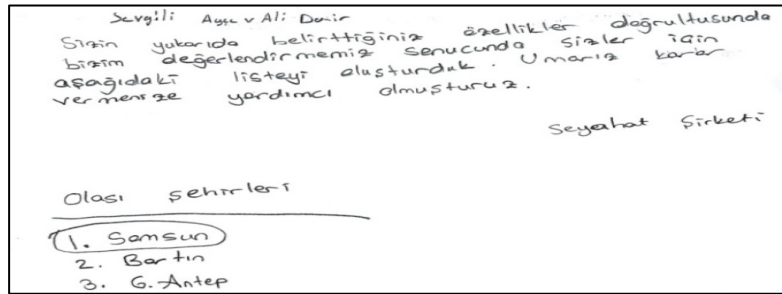 Sevgili Ayşe v Ali Demir
Sizin yukarıda belirttiğiniz özellikler doğrultusunda
bizim değerlendirmemiz sonucunda sizler için
aşağıdaki listeyi oluşturduk. Umarız karar
vermenize yardımcı olmuşturuz.
Seyahat Şirketi
Olası şehirleri
1. Samsun
2. Bartın
3. G.Antep